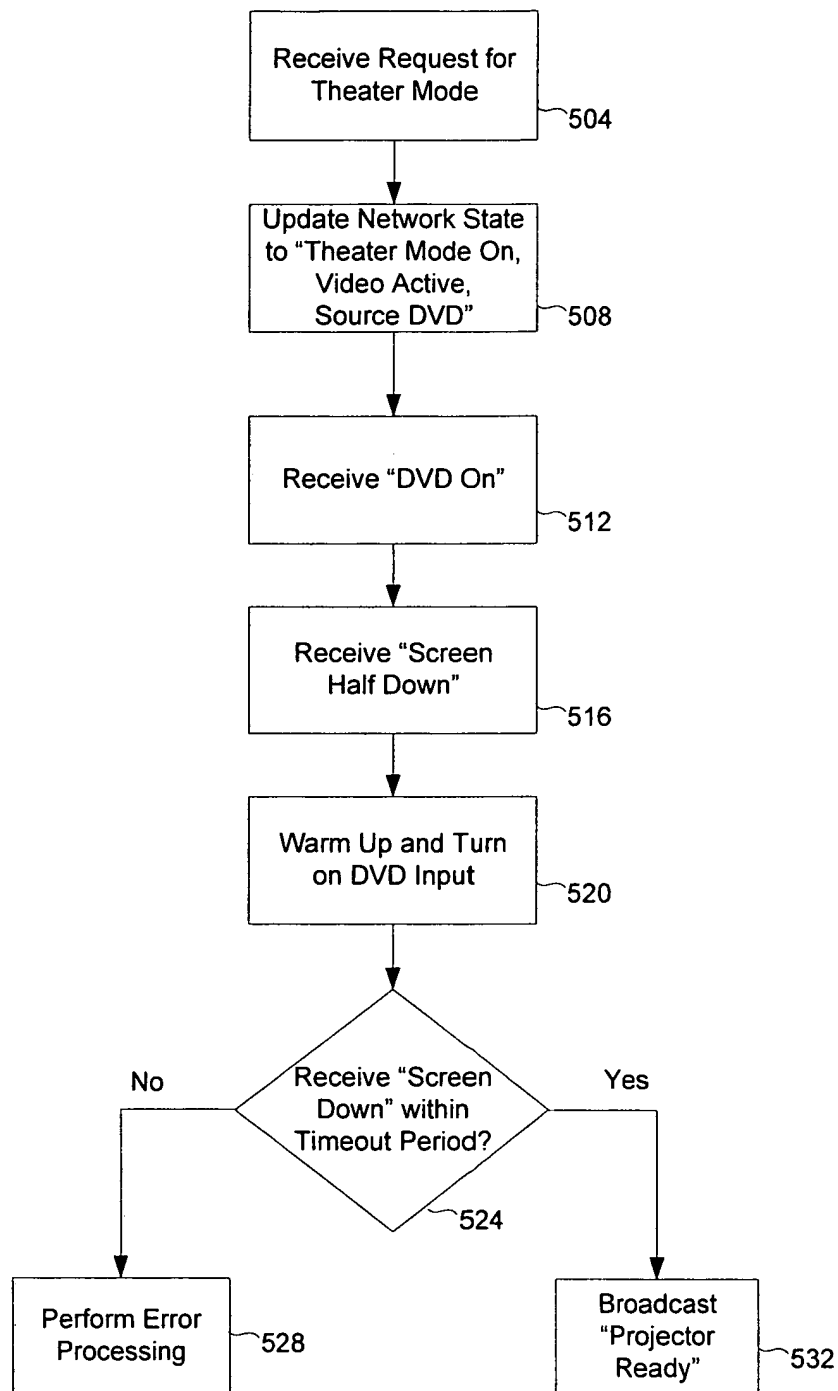 Receive Request for
Theater Mode
504
Update Network State
to “Theater Mode On,
Video Active,
Source DVD”
508
Receive “DVD On”
512
Receive “Screen
Half Down”
516
Warm Up and Turn
on DVD Input
520
No
Receive “Screen
Down” within
Timeout Period?
Yes
524
Perform Error
Processing
528
Broadcast
“Projector
Ready”
532